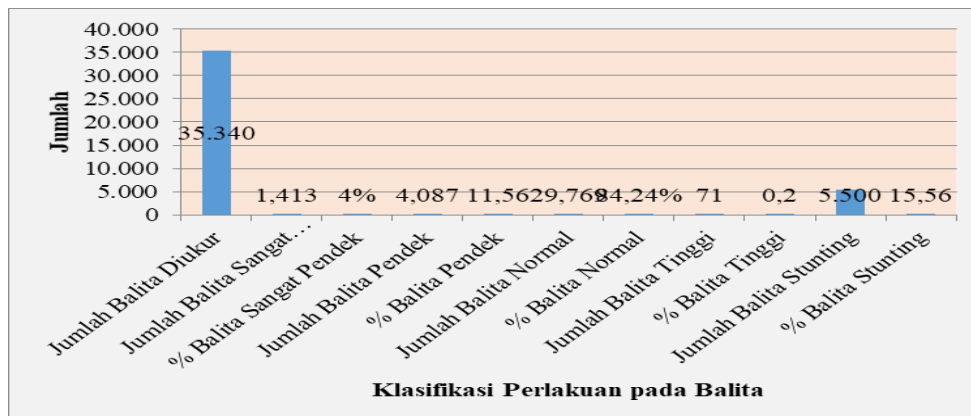 40.000
35.000
30.000
25.000
20.000
15.000
10.000
5.000
0
Jumlah
35.340
1,413
4%
4,087
11,56
29,769
84,24%
71
0,2
5.500
15,56
Jumlah Balita Diukur
Jumlah Balita Sangat…
% Balita Sangat Pendek
Jumlah Balita Pendek
% Balita Pendek
Jumlah Balita Normal
% Balita Normal
Jumlah Balita Tinggi
% Balita Tinggi
Jumlah Balita Stunting
% Balita Stunting
Klasifikasi Perlakuan pada Balita